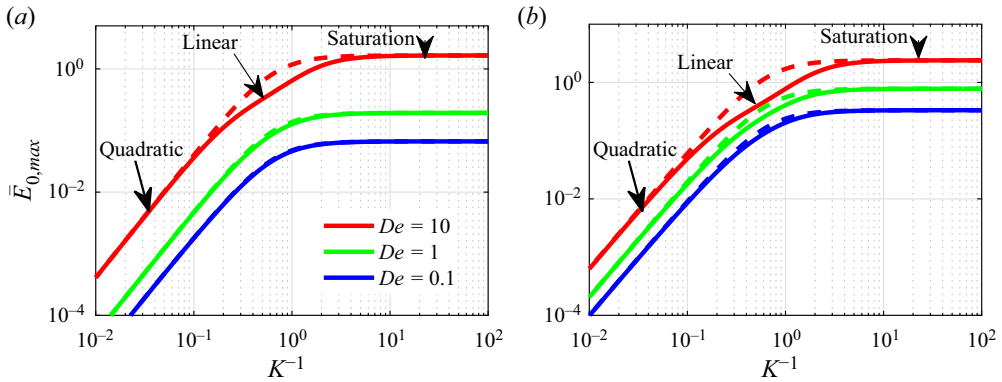 (a)
(b)
Saturation
Linear
Quadratic
Ē0,max
10^0
10^−2
10^−4
De = 10
De = 1
De = 0.1
10^−2 10^−1 10^0 10^1 10^2
K^−1
Saturation
Linear
Quadratic
10^0
10^−2
10^−4
10^−2 10^−1 10^0 10^1 10^2
K^−1